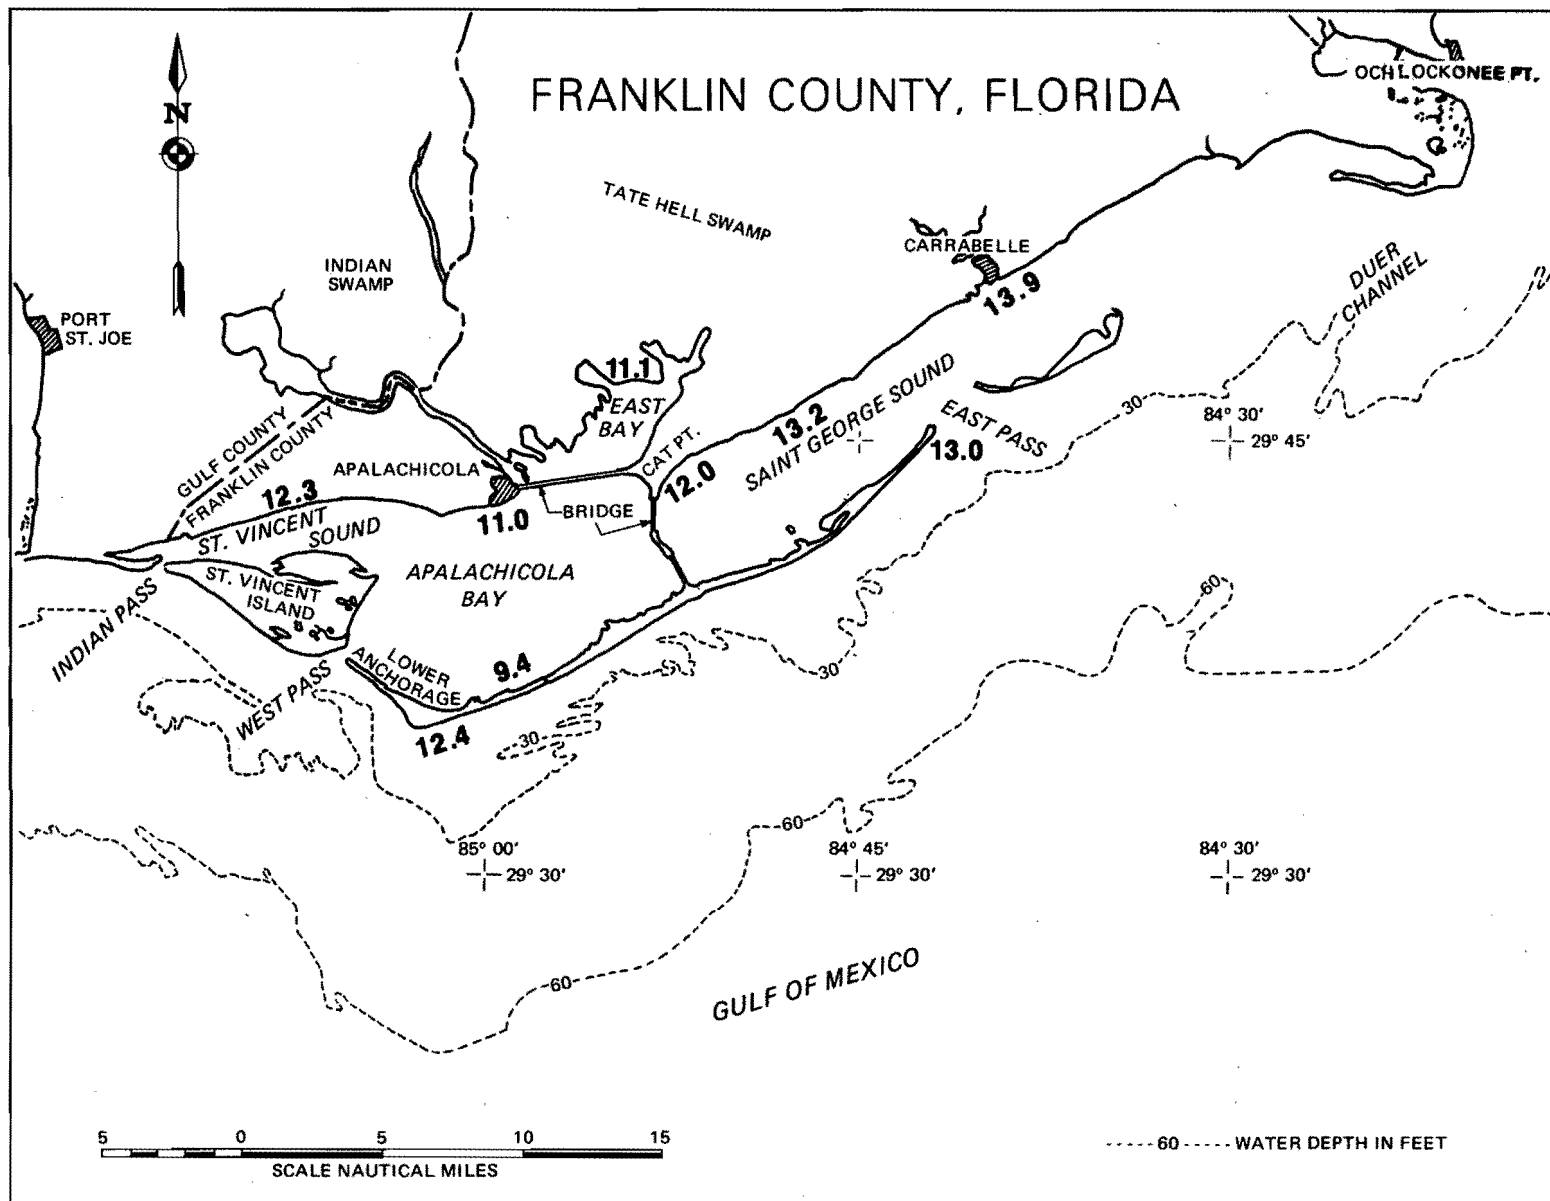 FRANKLIN COUNTY, FLORIDA
OCHLOCKONEE PT.
N
TATE HELL SWAMP
CARRABELLE
13.9
DUER
CHANNEL
INDIAN
SWAMP
PORT
ST. JOE
11.1
EAST
BAY
GULF COUNTY
FRANKLIN COUNTY
13.2
SAINT GEORGE SOUND
EAST PASS
30
84° 30'
29° 45'
CAT PT.
12.0
13.0
APALACHICOLA
12.3
11.0
BRIDGE
ST. VINCENT
SOUND
ST. VINCENT
ISLAND
APALACHICOLA
BAY
60
INDIAN PASS
WEST PASS
LOWER
ANCHORAGE
9.4
30
12.4
30
60
85° 00'
29° 30'
84° 45'
29° 30'
84° 30'
29° 30'
60
GULF OF MEXICO
5 0 5 10 15
SCALE NAUTICAL MILES
60 WATER DEPTH IN FEET